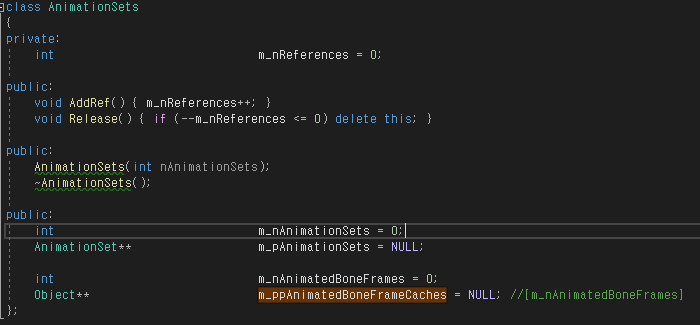 class AnimationSets
{
private:
int m_nReferences = 0;
public:
void AddRef() { m_nReferences++; }
void Release() { if (--m_nReferences <= 0) delete this; }
public:
AnimationSets(int nAnimationSets);
~AnimationSets();
public:
int m_nAnimationSets = 0;
AnimationSet** m_pAnimationSets = NULL;
int m_nAnimatedBoneFrames = 0;
Object** m_ppAnimatedBoneFrameCaches = NULL; //[m_nAnimatedBoneFrames]
};